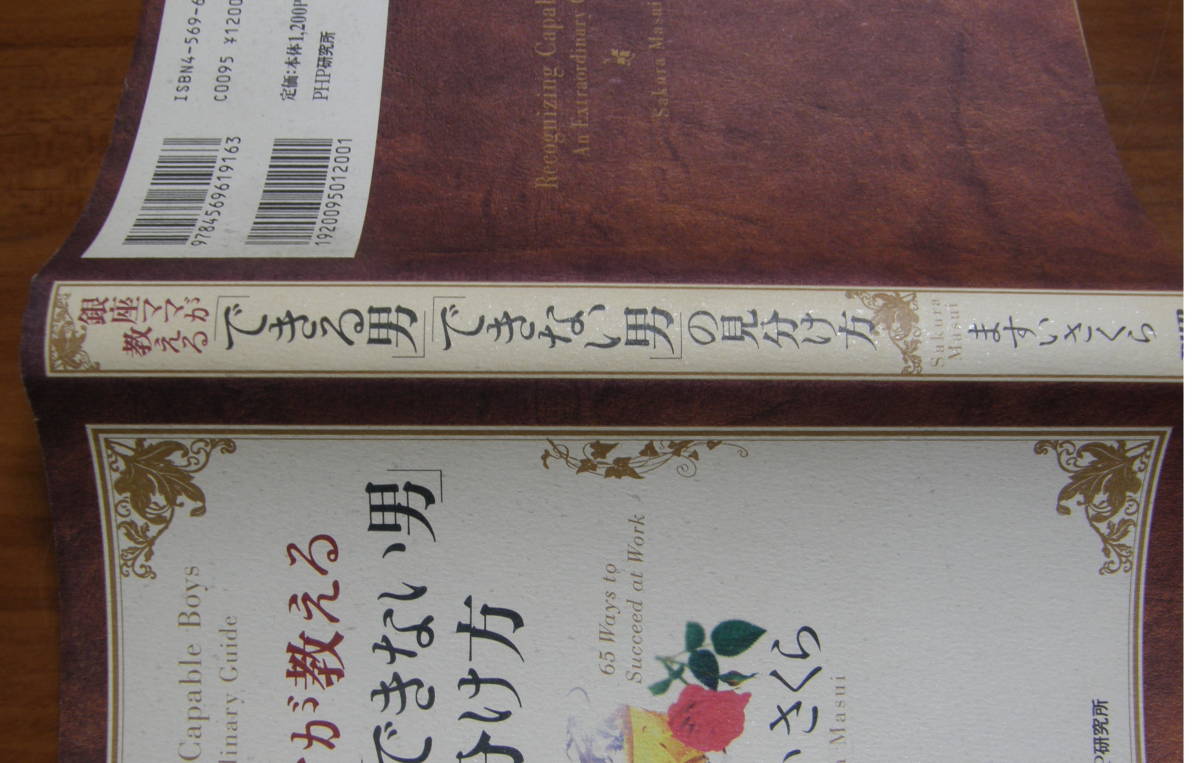 ISBN4-569-6
C0095 ¥1200
定価:本体1,200円
PHP研究所
9784569619163
1920095012001
Recognizing Capab
An Extraordinary G
Sakura Masui
銀座ママが
教える
「できる男」「できない男」の見分け方
Sakura
Masui
ますいさくら
Capable Boys
dinary Guide
が教える
できない男」
分け方
65 Ways to
Succeed at Work
いさくら
Masui
P研究所